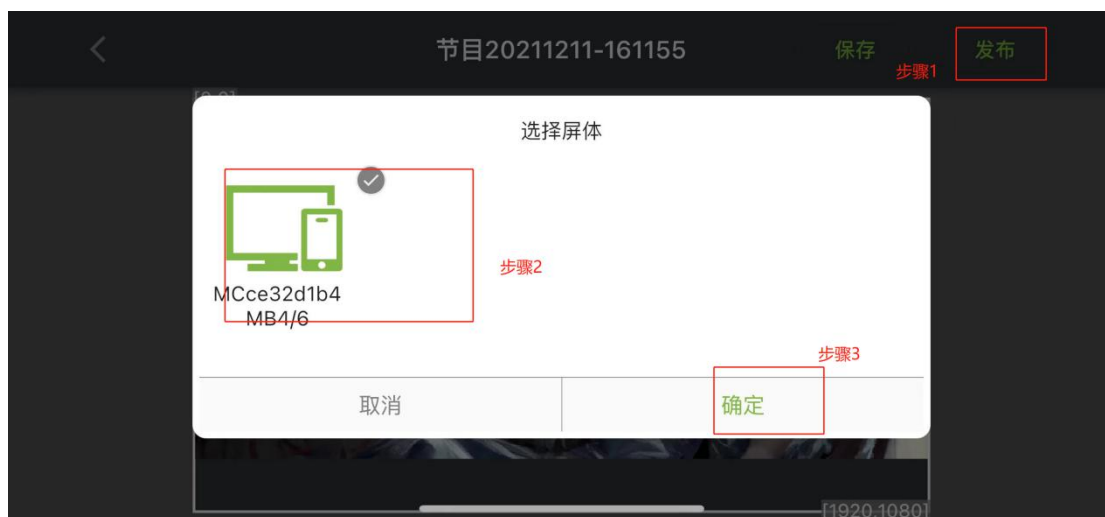 节目20211211-161155
保存
发布
步骤1
[0,0]
选择屏体
步骤2
MCce32d1b4
MB4/6
步骤3
取消
确定
[1920,1080]